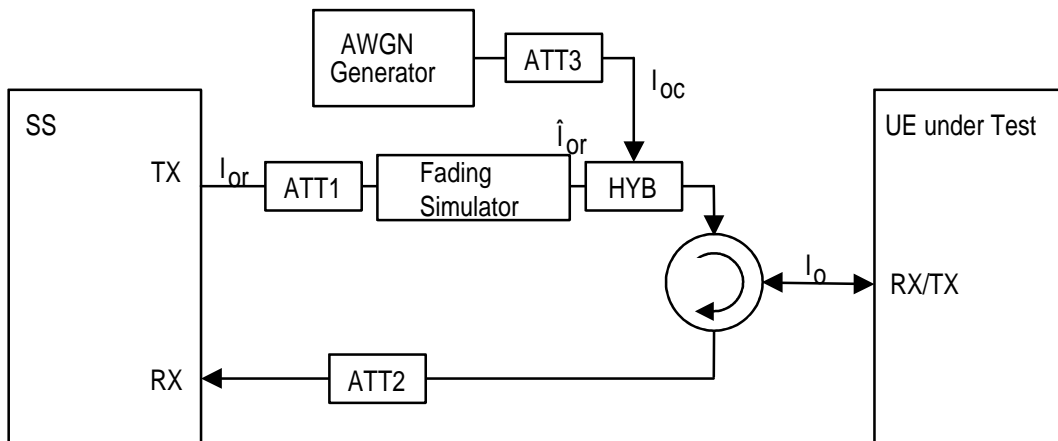 AWGN
Generator
ATT3
I_oc
SS
UE under Test
TX
I_or
ATT1
Fading
Simulator
Î_or
HYB
I_o
RX/TX
RX
ATT2